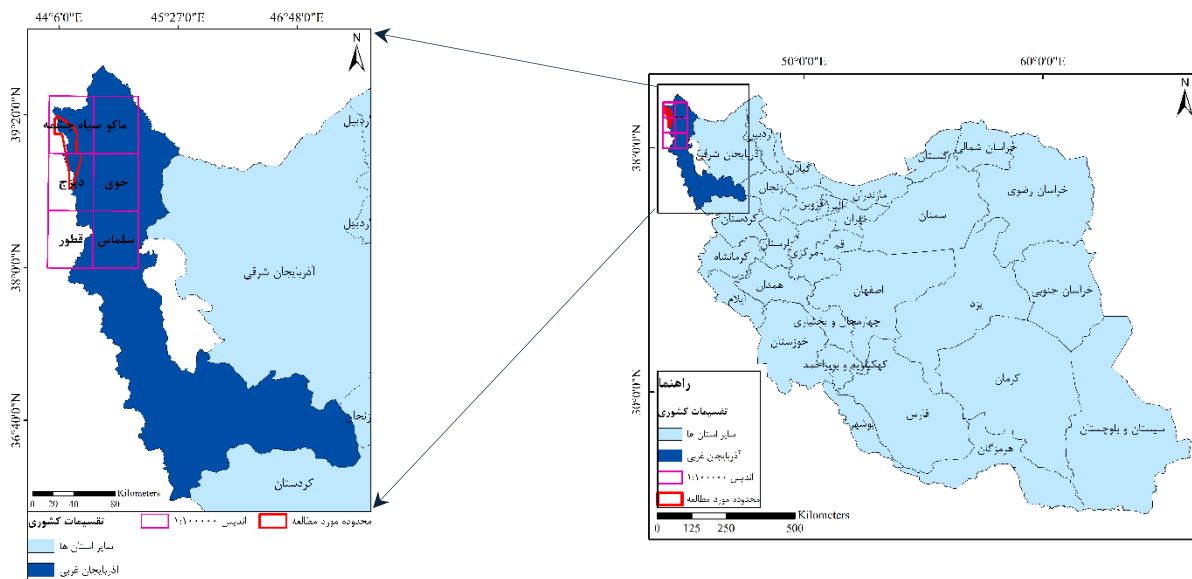 44°6'0"E
45°27'0"E
46°48'0"E
N
39°20'0"N
38°0'0"N
36°40'0"N
اردبیل
ماکو
سیاه چشمه
دیزج
خوی
اردبیل
قطور
سلماس
آذربایجان شرقی
زنجان
کردستان
Kilometers
0 20 40 80
تقسیمات کشوری
اندیس ۱:۱۰۰۰۰۰
محدوده مورد مطالعه
سایر استان ها
اذربایجان غربی
50°0'0"E
60°0'0"E
N
38°0'0"N
30°0'0"N
اردبیل
آذربایجان شرقی
گیلان
زنجان
کردستان
قزوین
البرز
مازندران
تهران
گلستان
خراسان شمالی
خراسان رضوی
سمنان
قم
مرکزی
لرستان
کرمانشاه
همدان
ایلام
اصفهان
یزد
خراسان جنوبی
چهارمحال و بختیاری
خوزستان
کهگیلویه و بویراحمد
کرمان
فارس
بوشهر
هرمزگان
سیستان و بلوچستان
راهنما
تقسیمات کشوری
سایر استان ها
آذربایجان غربی
اندیس ۱:۱۰۰۰۰۰
محدوده مورد مطالعه
Kilometers
0 125 250 500